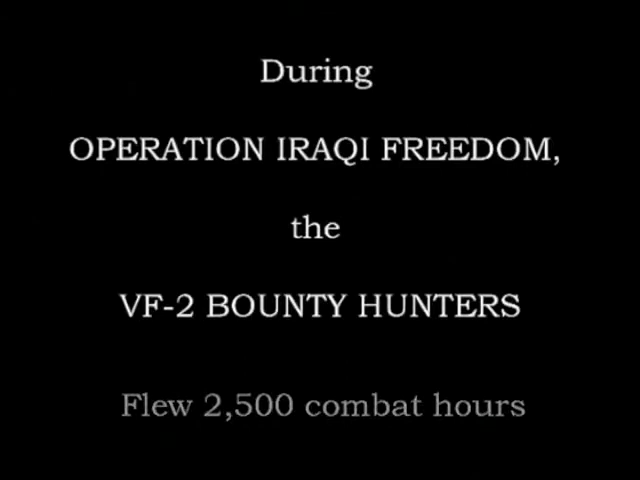 During
OPERATION IRAQI FREEDOM,
the
VF-2 BOUNTY HUNTERS
Flew 2,500 combat hours